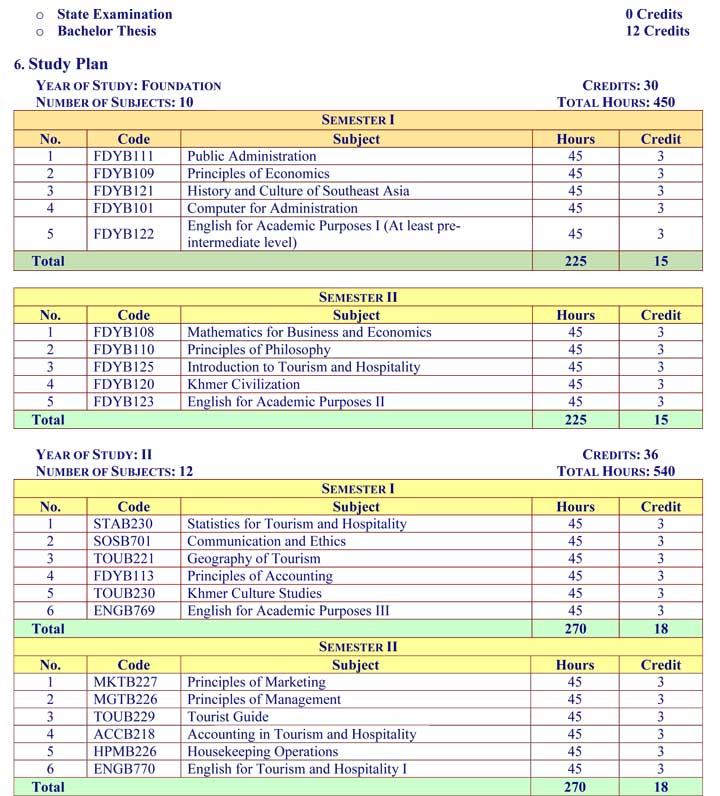 o State Examination 0 Credits
o Bachelor Thesis 12 Credits
6. Study Plan
YEAR OF STUDY: FOUNDATION CREDITS: 30
NUMBER OF SUBJECTS: 10 TOTAL HOURS: 450
SEMESTER I
No. Code Subject Hours Credit
1 FDYB111 Public Administration 45 3
2 FDYB109 Principles of Economics 45 3
3 FDYB121 History and Culture of Southeast Asia 45 3
4 FDYB101 Computer for Administration 45 3
5 FDYB122 English for Academic Purposes I (At least pre-
intermediate level) 45 3
Total 225 15
SEMESTER II
No. Code Subject Hours Credit
1 FDYB108 Mathematics for Business and Economics 45 3
2 FDYB110 Principles of Philosophy 45 3
3 FDYB125 Introduction to Tourism and Hospitality 45 3
4 FDYB120 Khmer Civilization 45 3
5 FDYB123 English for Academic Purposes II 45 3
Total 225 15
YEAR OF STUDY: II CREDITS: 36
NUMBER OF SUBJECTS: 12 TOTAL HOURS: 540
SEMESTER I
No. Code Subject Hours Credit
1 STAB230 Statistics for Tourism and Hospitality 45 3
2 SOSB701 Communication and Ethics 45 3
3 TOUB221 Geography of Tourism 45 3
4 FDYB113 Principles of Accounting 45 3
5 TOUB230 Khmer Culture Studies 45 3
6 ENGB769 English for Academic Purposes III 45 3
Total 270 18
SEMESTER II
No. Code Subject Hours Credit
1 MKTB227 Principles of Marketing 45 3
2 MGTB226 Principles of Management 45 3
3 TOUB229 Tourist Guide 45 3
4 ACCB218 Accounting in Tourism and Hospitality 45 3
5 HPMB226 Housekeeping Operations 45 3
6 ENGB770 English for Tourism and Hospitality I 45 3
Total 270 18